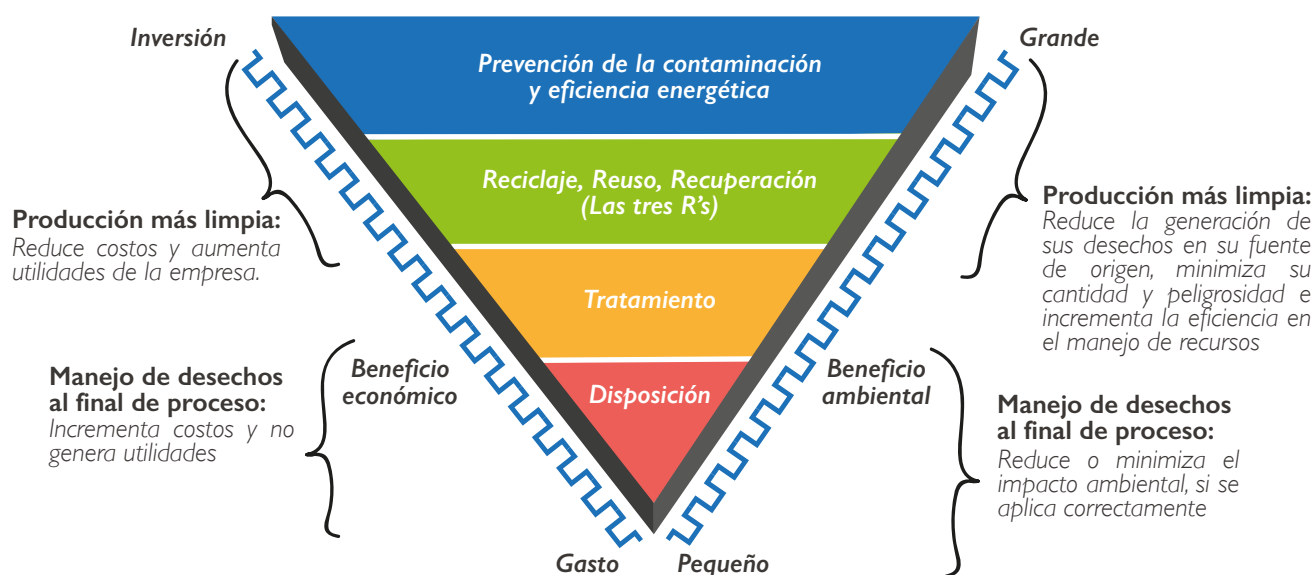 Inversión
Grande
Prevención de la contaminación
y eficiencia energética
Reciclaje, Reuso, Recuperación
(Las tres R’s)
Tratamiento
Disposición
Producción más limpia:
Reduce costos y aumenta
utilidades de la empresa.
Producción más limpia:
Reduce la generación de
sus desechos en su fuente
de origen, minimiza su
cantidad y peligrosidad e
incrementa la eficiencia en
el manejo de recursos
Manejo de desechos
al final de proceso:
Incrementa costos y no
genera utilidades
Beneficio
económico
Beneficio
ambiental
Manejo de desechos
al final de proceso:
Reduce o minimiza el
impacto ambiental, si se
aplica correctamente
Gasto
Pequeño